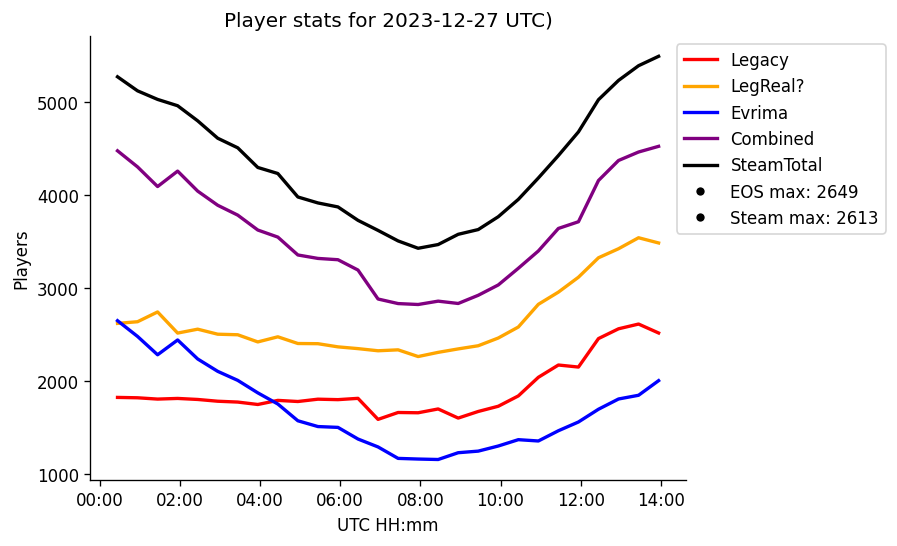 Player stats for 2023-12-27 UTC)
Players
5000
4000
3000
2000
1000
00:00 02:00 04:00 06:00 08:00 10:00 12:00 14:00
UTC HH:mm
Legacy
LegReal?
Evrima
Combined
SteamTotal
EOS max: 2649
Steam max: 2613